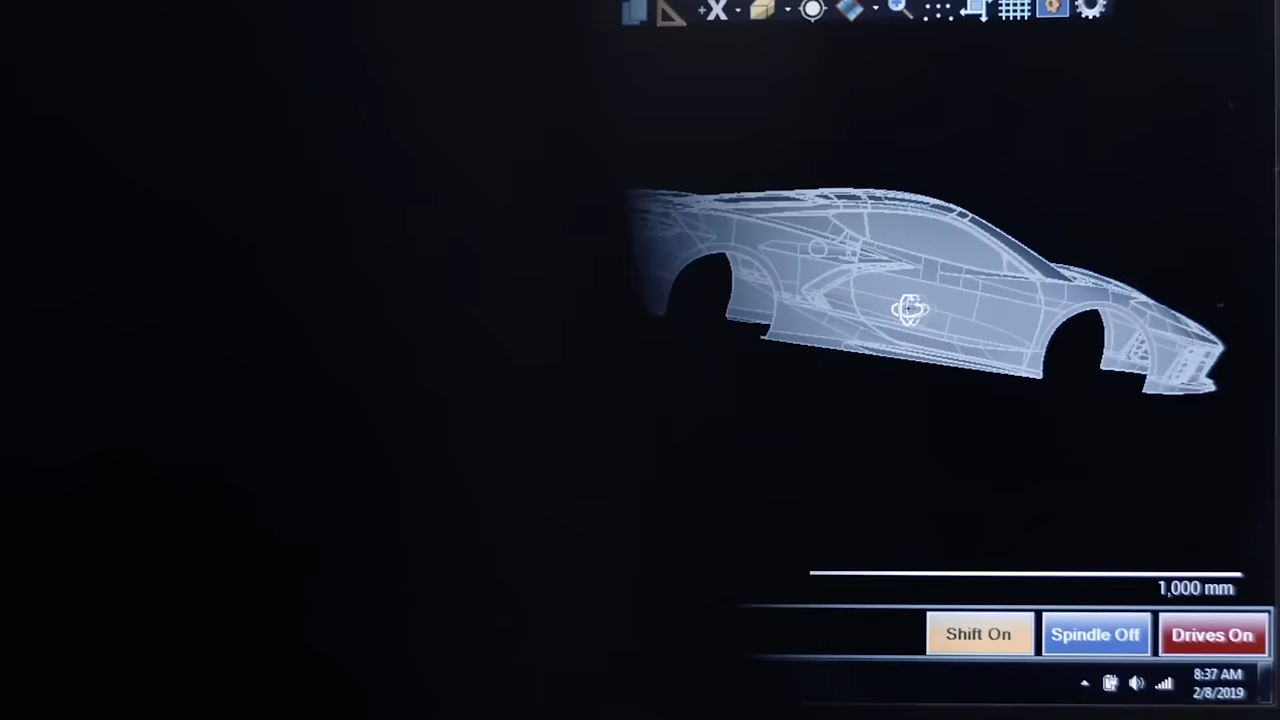 1,000 mm
Shift On
Spindle Off
Drives On
8:37 AM
2/8/2019